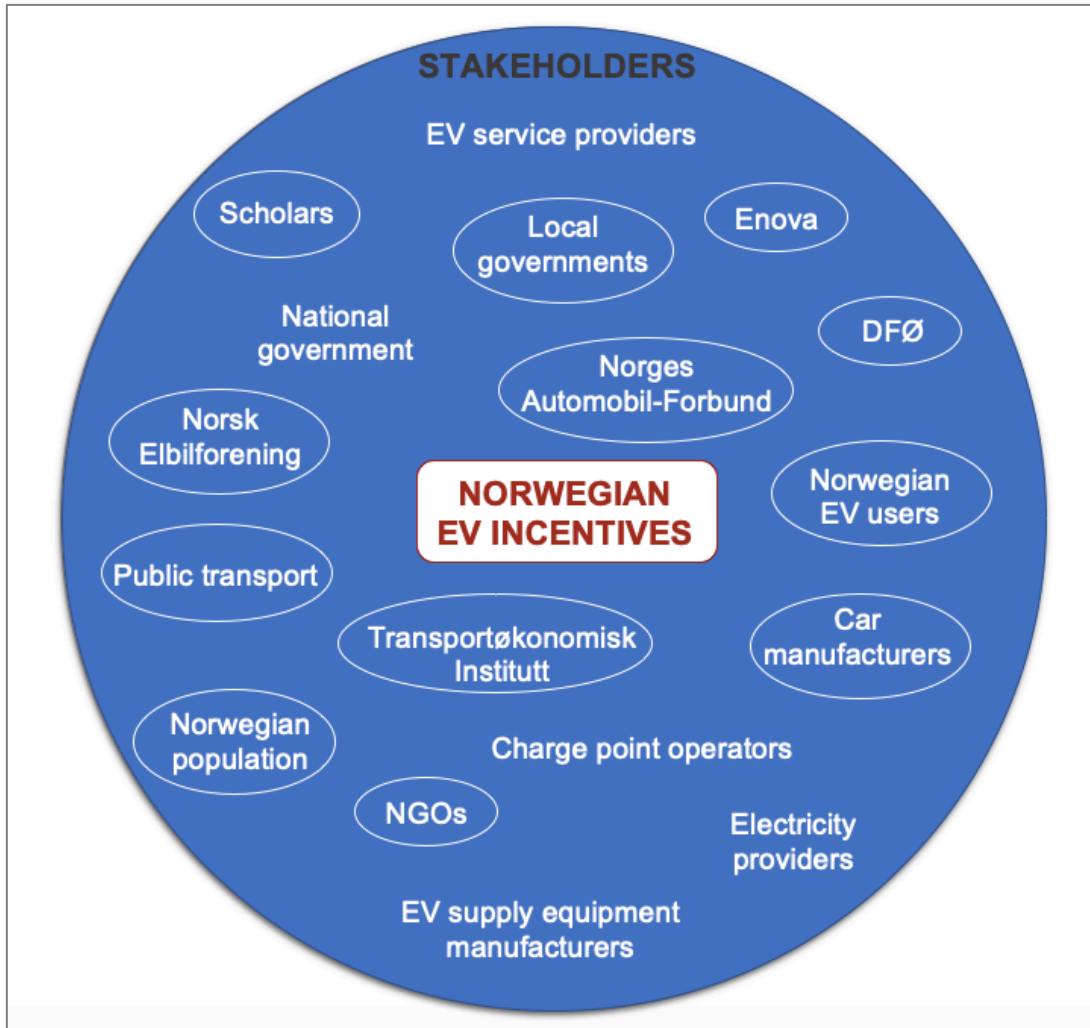 STAKEHOLDERS
EV service providers
Scholars
Local
governments
Enova
National
government
DFØ
Norges
Automobil-Forbund
Norsk
Elbilforening
NORWEGIAN
EV INCENTIVES
Norwegian
EV users
Public transport
Transportøkonomisk
Institutt
Car
manufacturers
Norwegian
population
Charge point operators
NGOs
Electricity
providers
EV supply equipment
manufacturers